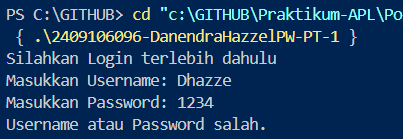 PS C:\GITHUB> cd "c:\GITHUB\Praktikum-APL\Po
{ .\2409106096-DanendraHazzelPW-PT-1 }
Silahkan Login terlebih dahulu
Masukkan Username: Dhazze
Masukkan Password: 1234
Username atau Password salah.